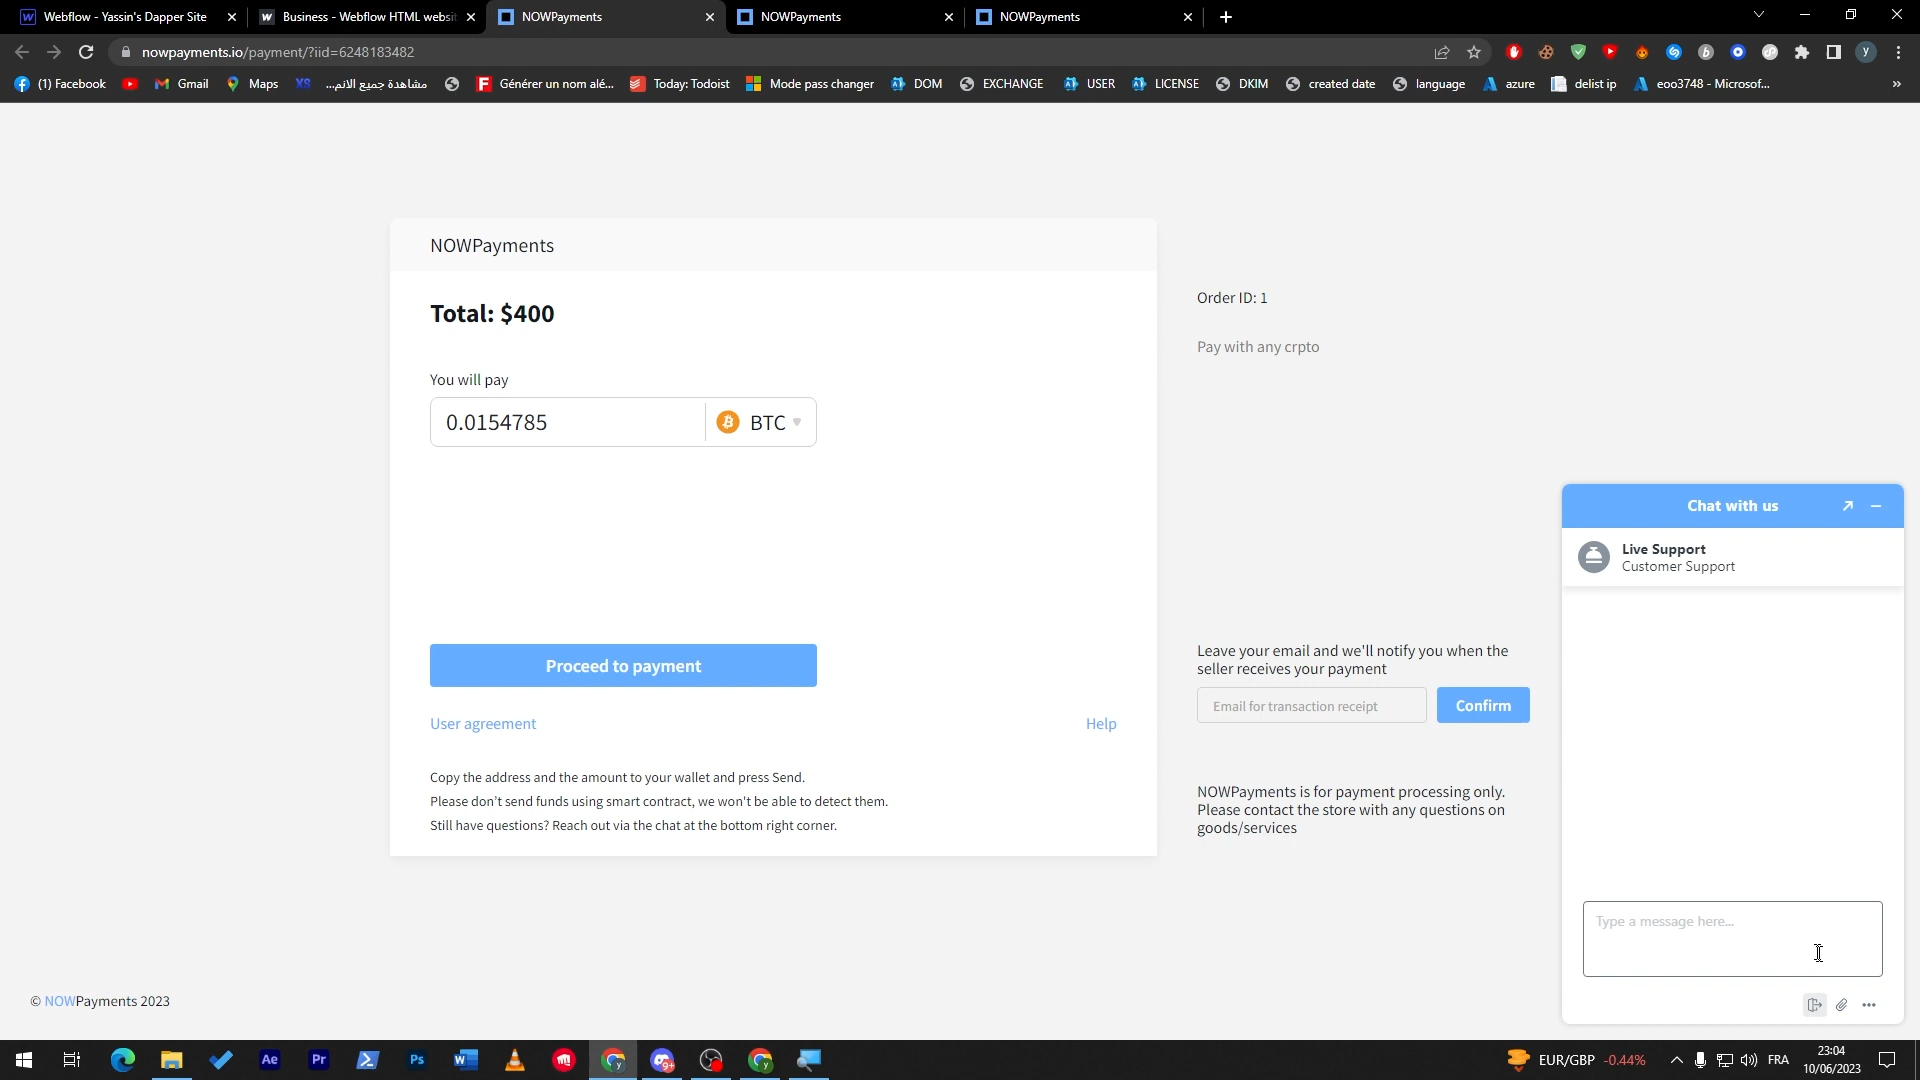 Webflow - Yassin's Dapper Site
Business - Webflow HTML websit
NOWPayments
NOWPayments
NOWPayments
nowpayments.io/payment/?iid=6248183482
(1) Facebook
Gmail
Maps
مشاهدة جميع الانم...
Générer un nom alé...
Today: Todoist
Mode pass changer
DOM
EXCHANGE
USER
LICENSE
DKIM
created date
language
azure
delist ip
eoo3748 - Microsof...
»
NOWPayments
Total: $400
Order ID: 1
Pay with any crpto
You will pay
0.0154785
BTC
Chat with us
Live Support
Customer Support
Proceed to payment
Leave your email and we'll notify you when the
seller receives your payment
Email for transaction receipt
Confirm
User agreement
Help
Copy the address and the amount to your wallet and press Send.
Please don't send funds using smart contract, we won't be able to detect them.
Still have questions? Reach out via the chat at the bottom right corner.
NOWPayments is for payment processing only.
Please contact the store with any questions on
goods/services
Type a message here...
© NOWPayments 2023
Ae
Pr
Ps
EUR/GBP -0.44%
FRA
23:04
10/06/2023